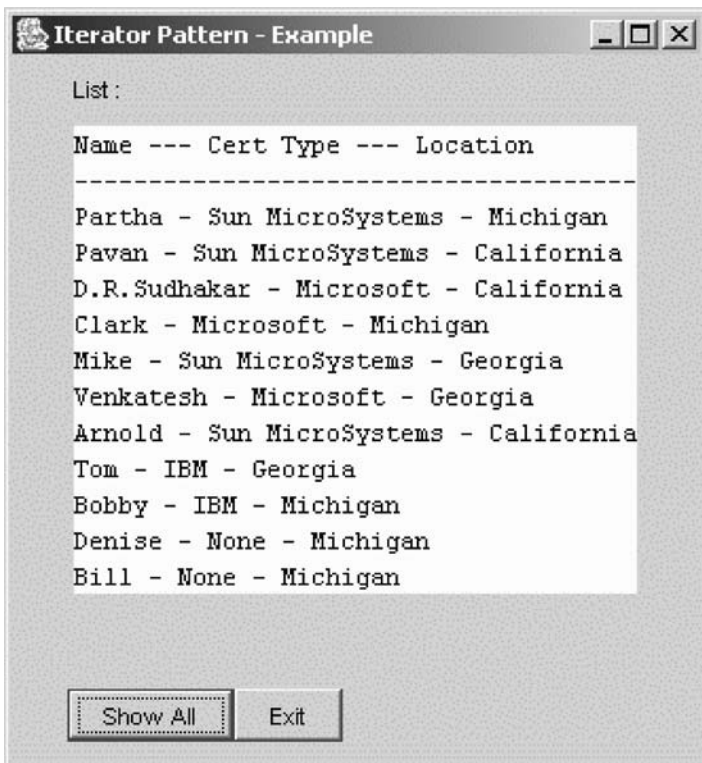 Iterator Pattern - Example
List :
Name --- Cert Type --- Location
--------------------------------------
Partha - Sun MicroSystems - Michigan
Pavan - Sun MicroSystems - California
D.R.Sudhakar - Microsoft - California
Clark - Microsoft - Michigan
Mike - Sun MicroSystems - Georgia
Venkatesh - Microsoft - Georgia
Arnold - Sun MicroSystems - California
Tom - IBM - Georgia
Bobby - IBM - Michigan
Denise - None - Michigan
Bill - None - Michigan
Show All Exit